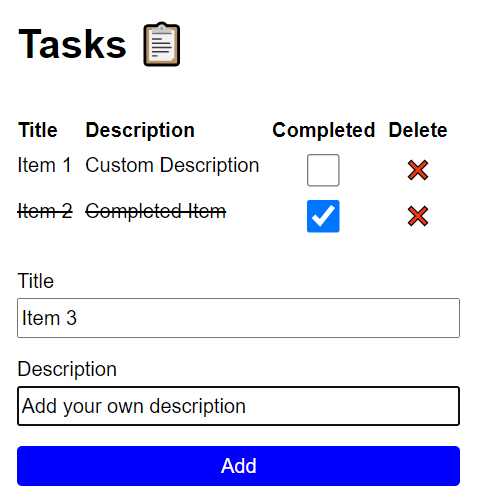 Tasks 📋
Title Description Completed Delete
Item 1 Custom Description
Item 2 Completed Item
Title
Item 3
Description
Add your own description
Add